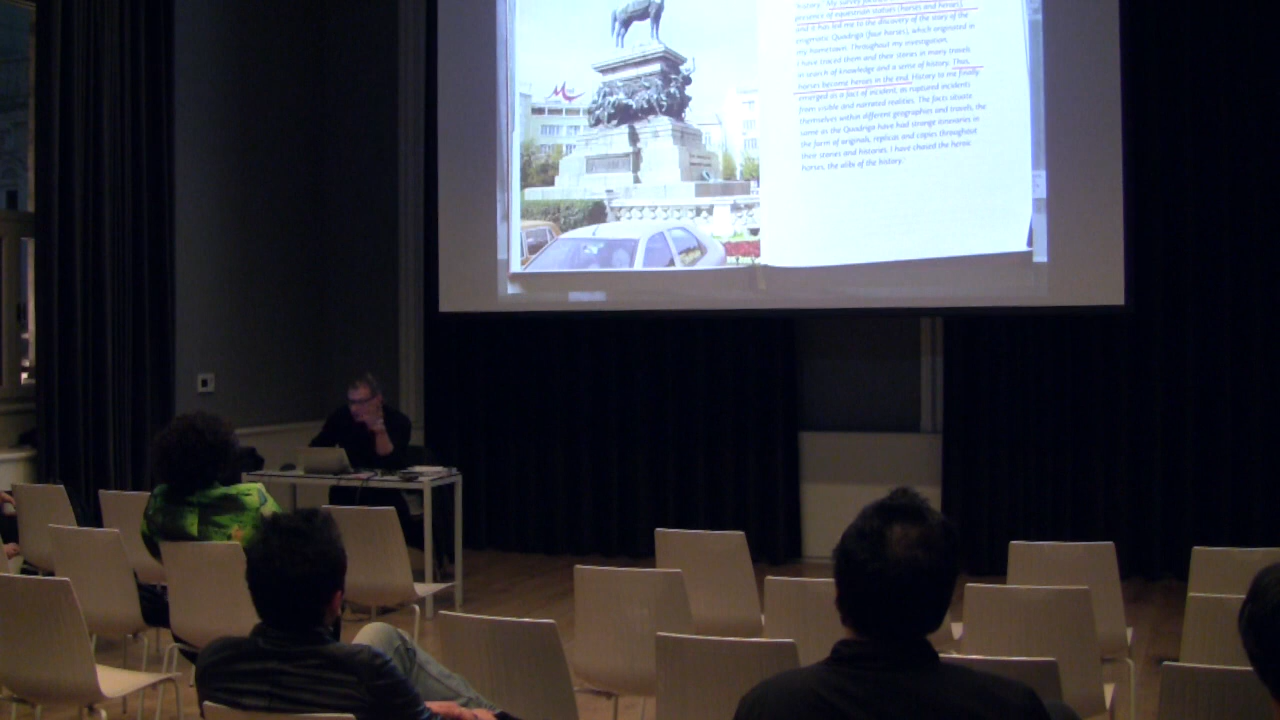 history. 'My survey focuses
presence of equestrian statues (horses and heroes),
and it has led me to the discovery of the story of the
enigmatic Quadriga (four horses), which originated in
my hometown. Throughout my investigation
I have traced them and their stories in many travels
in search of knowledge and a sense of history. Thus,
horses become heroes in the end. History to me finally
emerged as a fact of incident, as ruptured incidents
from visible and narrated realities. The facts situate
themselves within different geographies and travels, the
same as the Quadriga have had strange itineraries in
the form of originals, replicas and copies throughout
their stories and histories. I have chased the heroic
horses, the alibi of the history.'